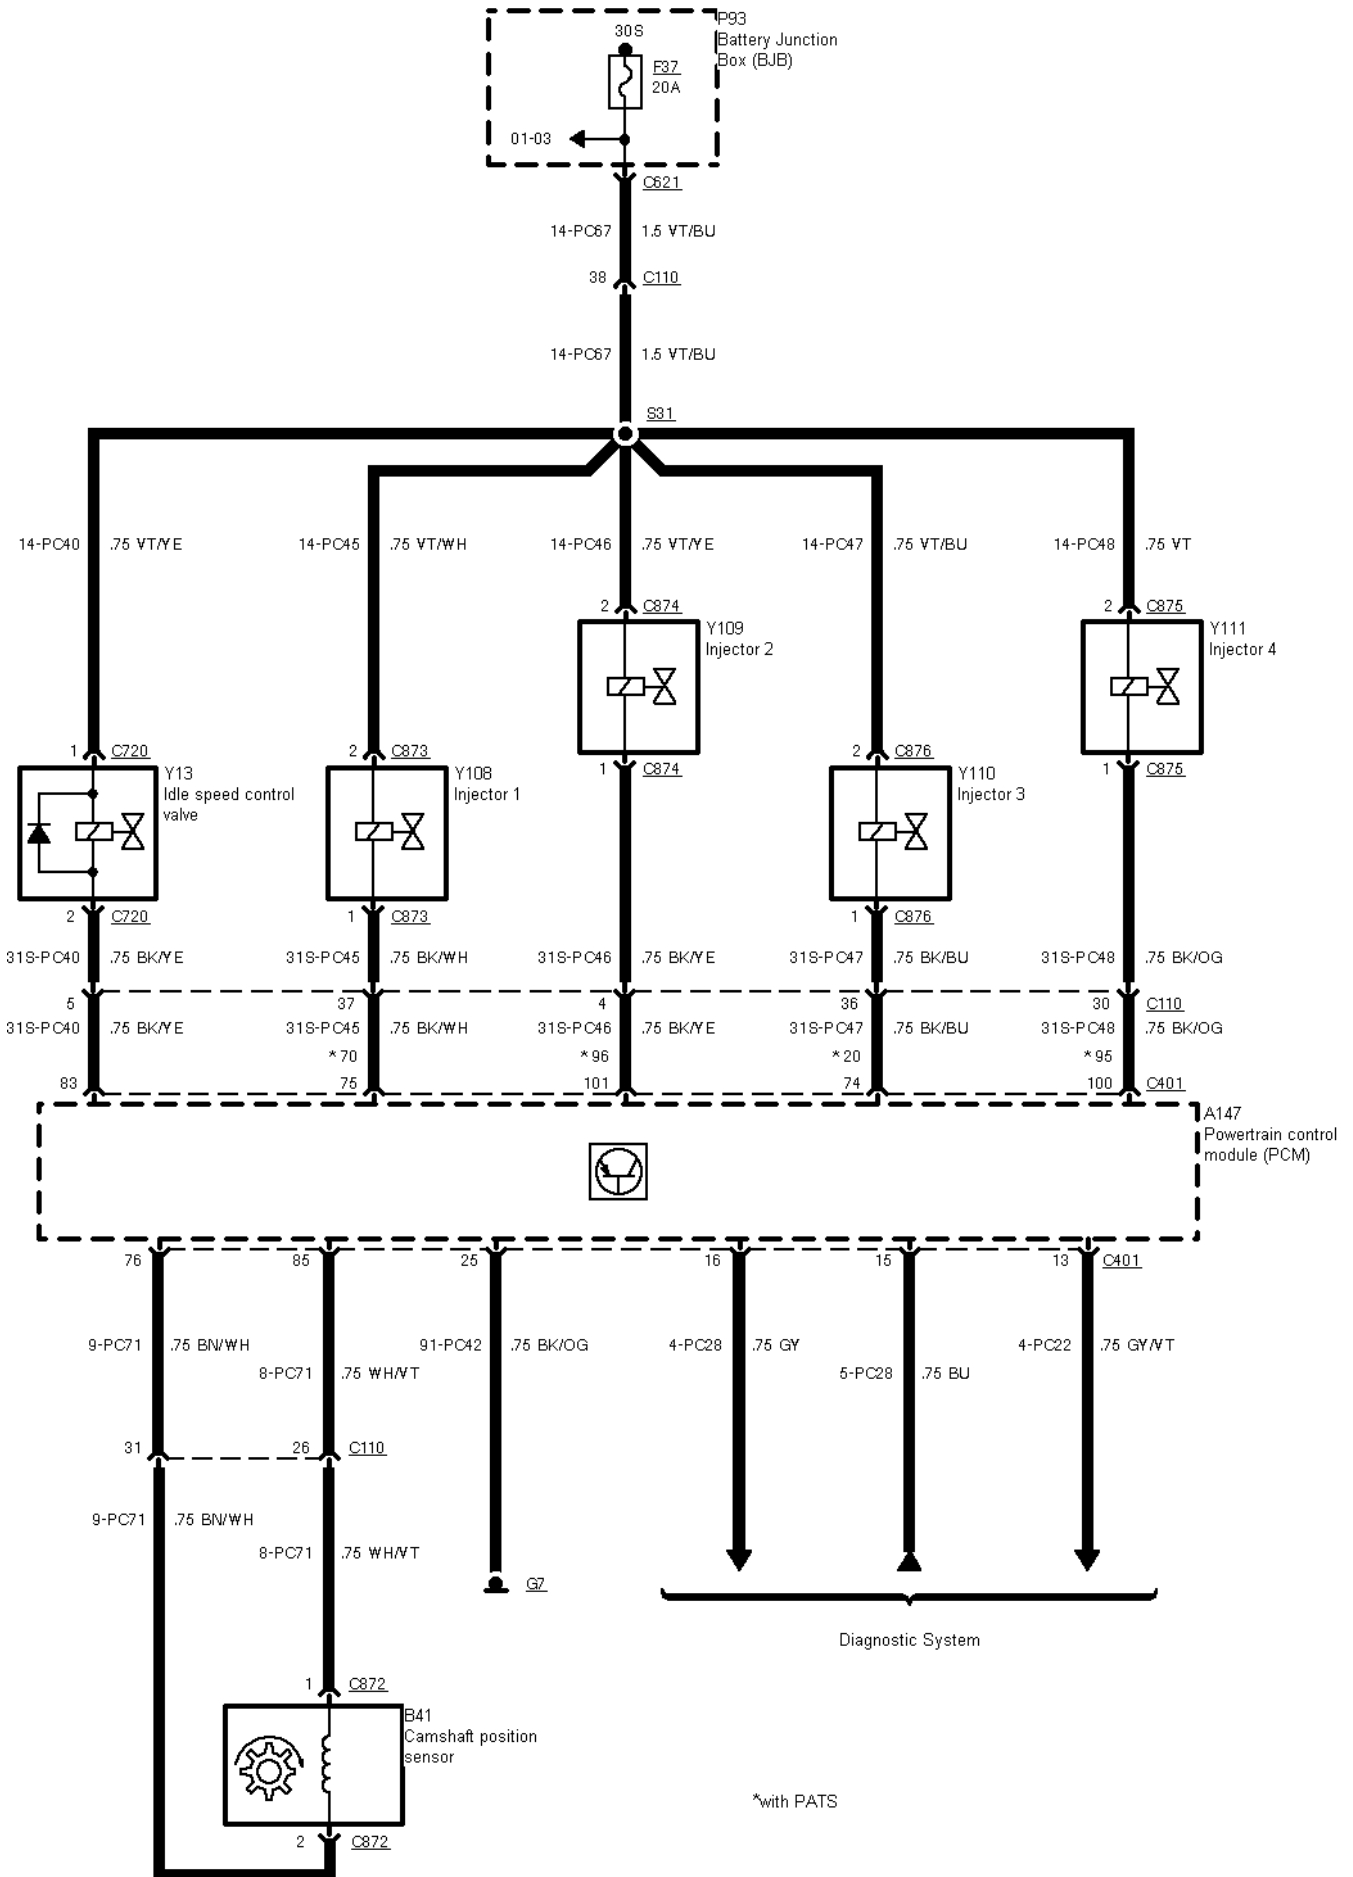 P93
Battery Junction
Box (BJB)
30S
F37
20A
01-03
C621
14-PC67 1.5 VT/BU
38 C110
14-PC67 1.5 VT/BU
S31
14-PC40 .75 VT/YE 14-PC45 .75 VT/WH 14-PC46 .75 VT/YE 14-PC47 .75 VT/BU 14-PC48 .75 VT
2 C874 2 C875
Y109
Injector 2
Y111
Injector 4
1 C720 2 C873 1 C874 2 C876 1 C875
Y13
Idle speed control
valve
Y108
Injector 1
Y110
Injector 3
2 C720 1 C873 1 C876
31S-PC40 .75 BK/YE 31S-PC45 .75 BK/WH 31S-PC46 .75 BK/YE 31S-PC47 .75 BK/BU 31S-PC48 .75 BK/OG
5 37 4 36 30 C110
31S-PC40 .75 BK/YE 31S-PC45 .75 BK/WH 31S-PC46 .75 BK/YE 31S-PC47 .75 BK/BU 31S-PC48 .75 BK/OG
*70 *96 *20 *95
83 75 101 74 100 C401
A147
Powertrain control
module (PCM)
76 85 25 16 15 13 C401
9-PC71 .75 BN/WH 91-PC42 .75 BK/OG 4-PC28 .75 GY 4-PC22 .75 GY/VT
8-PC71 .75 WH/VT 5-PC28 .75 BU
31 26 C110
9-PC71 .75 BN/WH
8-PC71 .75 WH/VT
G7
Diagnostic System
1 C872
B41
Camshaft position
sensor
*with PATS
2 C872